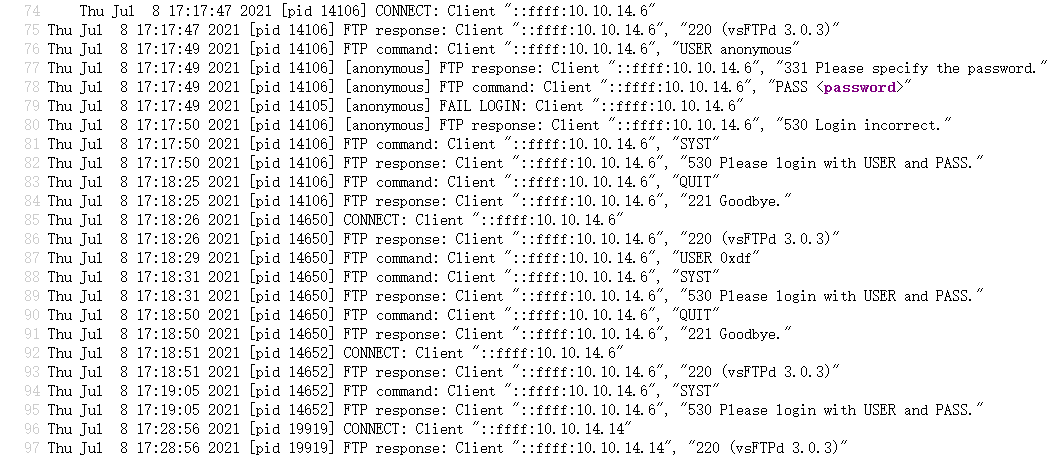 74 Thu Jul  8 17:17:47 2021 [pid 14106] CONNECT: Client "::ffff:10.10.14.6"
75 Thu Jul  8 17:17:47 2021 [pid 14106] FTP response: Client "::ffff:10.10.14.6", "220 (vsFTPd 3.0.3)"
76 Thu Jul  8 17:17:49 2021 [pid 14106] FTP command: Client "::ffff:10.10.14.6", "USER anonymous"
77 Thu Jul  8 17:17:49 2021 [pid 14106] [anonymous] FTP response: Client "::ffff:10.10.14.6", "331 Please specify the password."
78 Thu Jul  8 17:17:49 2021 [pid 14106] [anonymous] FTP command: Client "::ffff:10.10.14.6", "PASS <password>"
79 Thu Jul  8 17:17:49 2021 [pid 14105] [anonymous] FAIL LOGIN: Client "::ffff:10.10.14.6"
80 Thu Jul  8 17:17:50 2021 [pid 14106] [anonymous] FTP response: Client "::ffff:10.10.14.6", "530 Login incorrect."
81 Thu Jul  8 17:17:50 2021 [pid 14106] FTP command: Client "::ffff:10.10.14.6", "SYST"
82 Thu Jul  8 17:17:50 2021 [pid 14106] FTP response: Client "::ffff:10.10.14.6", "530 Please login with USER and PASS."
83 Thu Jul  8 17:18:25 2021 [pid 14106] FTP command: Client "::ffff:10.10.14.6", "QUIT"
84 Thu Jul  8 17:18:25 2021 [pid 14106] FTP response: Client "::ffff:10.10.14.6", "221 Goodbye."
85 Thu Jul  8 17:18:26 2021 [pid 14650] CONNECT: Client "::ffff:10.10.14.6"
86 Thu Jul  8 17:18:26 2021 [pid 14650] FTP response: Client "::ffff:10.10.14.6", "220 (vsFTPd 3.0.3)"
87 Thu Jul  8 17:18:29 2021 [pid 14650] FTP command: Client "::ffff:10.10.14.6", "USER 0xdf"
88 Thu Jul  8 17:18:31 2021 [pid 14650] FTP command: Client "::ffff:10.10.14.6", "SYST"
89 Thu Jul  8 17:18:31 2021 [pid 14650] FTP response: Client "::ffff:10.10.14.6", "530 Please login with USER and PASS."
90 Thu Jul  8 17:18:50 2021 [pid 14650] FTP command: Client "::ffff:10.10.14.6", "QUIT"
91 Thu Jul  8 17:18:50 2021 [pid 14650] FTP response: Client "::ffff:10.10.14.6", "221 Goodbye."
92 Thu Jul  8 17:18:51 2021 [pid 14652] CONNECT: Client "::ffff:10.10.14.6"
93 Thu Jul  8 17:18:51 2021 [pid 14652] FTP response: Client "::ffff:10.10.14.6", "220 (vsFTPd 3.0.3)"
94 Thu Jul  8 17:19:05 2021 [pid 14652] FTP command: Client "::ffff:10.10.14.6", "SYST"
95 Thu Jul  8 17:19:05 2021 [pid 14652] FTP response: Client "::ffff:10.10.14.6", "530 Please login with USER and PASS."
96 Thu Jul  8 17:28:56 2021 [pid 19919] CONNECT: Client "::ffff:10.10.14.14"
97 Thu Jul  8 17:28:56 2021 [pid 19919] FTP response: Client "::ffff:10.10.14.14", "220 (vsFTPd 3.0.3)"